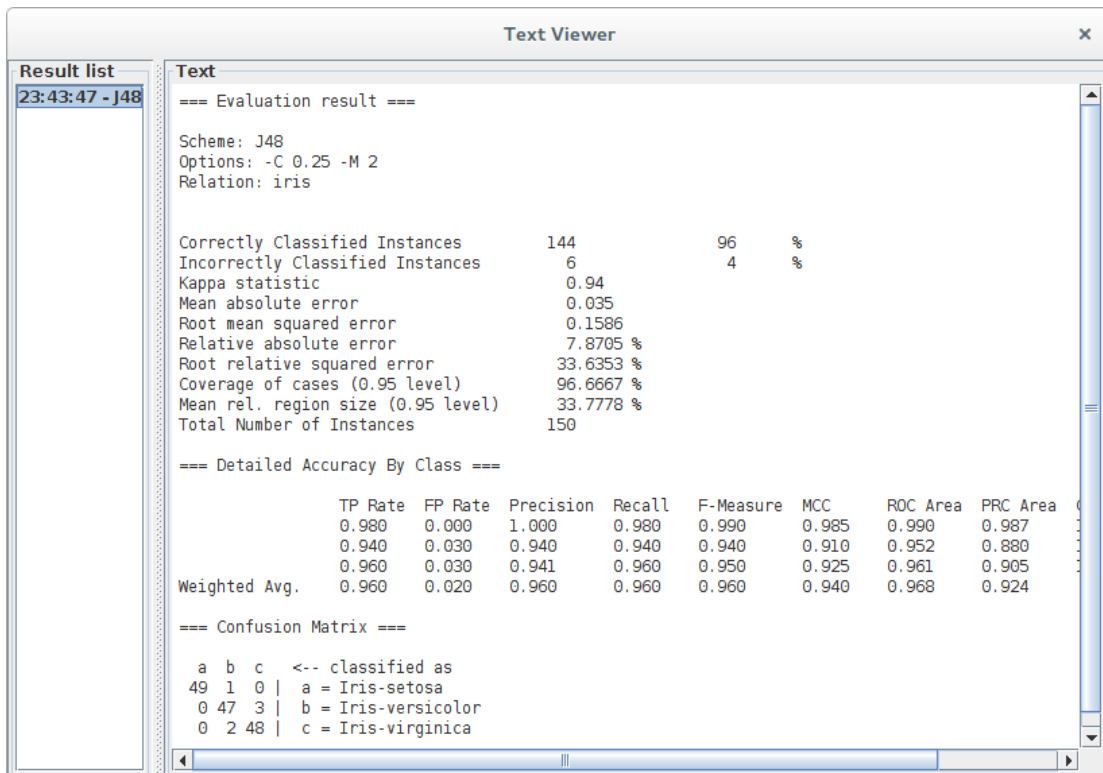 Text Viewer
Result list
23:43:47 - J48
Text
=== Evaluation result ===
Scheme: J48
Options: -C 0.25 -M 2
Relation: iris
Correctly Classified Instances 144 96 %
Incorrectly Classified Instances 6 4 %
Kappa statistic 0.94
Mean absolute error 0.035
Root mean squared error 0.1586
Relative absolute error 7.8705 %
Root relative squared error 33.6353 %
Coverage of cases (0.95 level) 96.6667 %
Mean rel. region size (0.95 level) 33.7778 %
Total Number of Instances 150
=== Detailed Accuracy By Class ===
TP Rate FP Rate Precision Recall F-Measure MCC ROC Area PRC Area
0.980 0.000 1.000 0.980 0.990 0.985 0.990 0.987
0.940 0.030 0.940 0.940 0.940 0.910 0.952 0.880
0.960 0.030 0.941 0.960 0.950 0.925 0.961 0.905
Weighted Avg. 0.960 0.020 0.960 0.960 0.960 0.940 0.968 0.924
=== Confusion Matrix ===
a b c <-- classified as
49 1 0 | a = Iris-setosa
0 47 3 | b = Iris-versicolor
0 2 48 | c = Iris-virginica